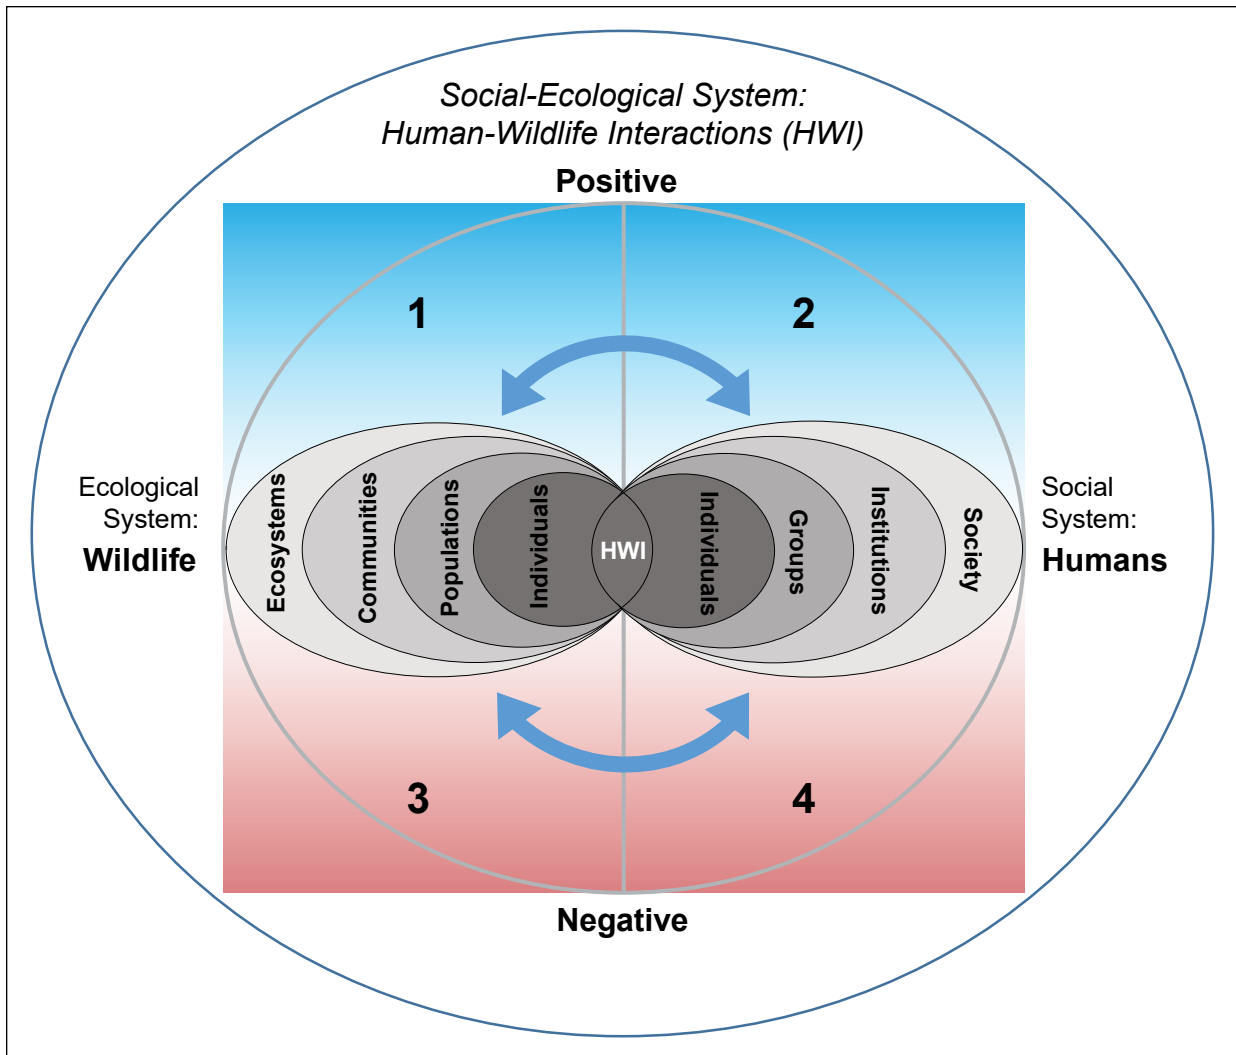 Social-Ecological System:
Human-Wildlife Interactions (HWI)
Positive
1
2
Ecological
System:
Wildlife
Ecosystems
Communities
Populations
Individuals
HWI
Individuals
Groups
Institutions
Society
Social
System:
Humans
3
4
Negative